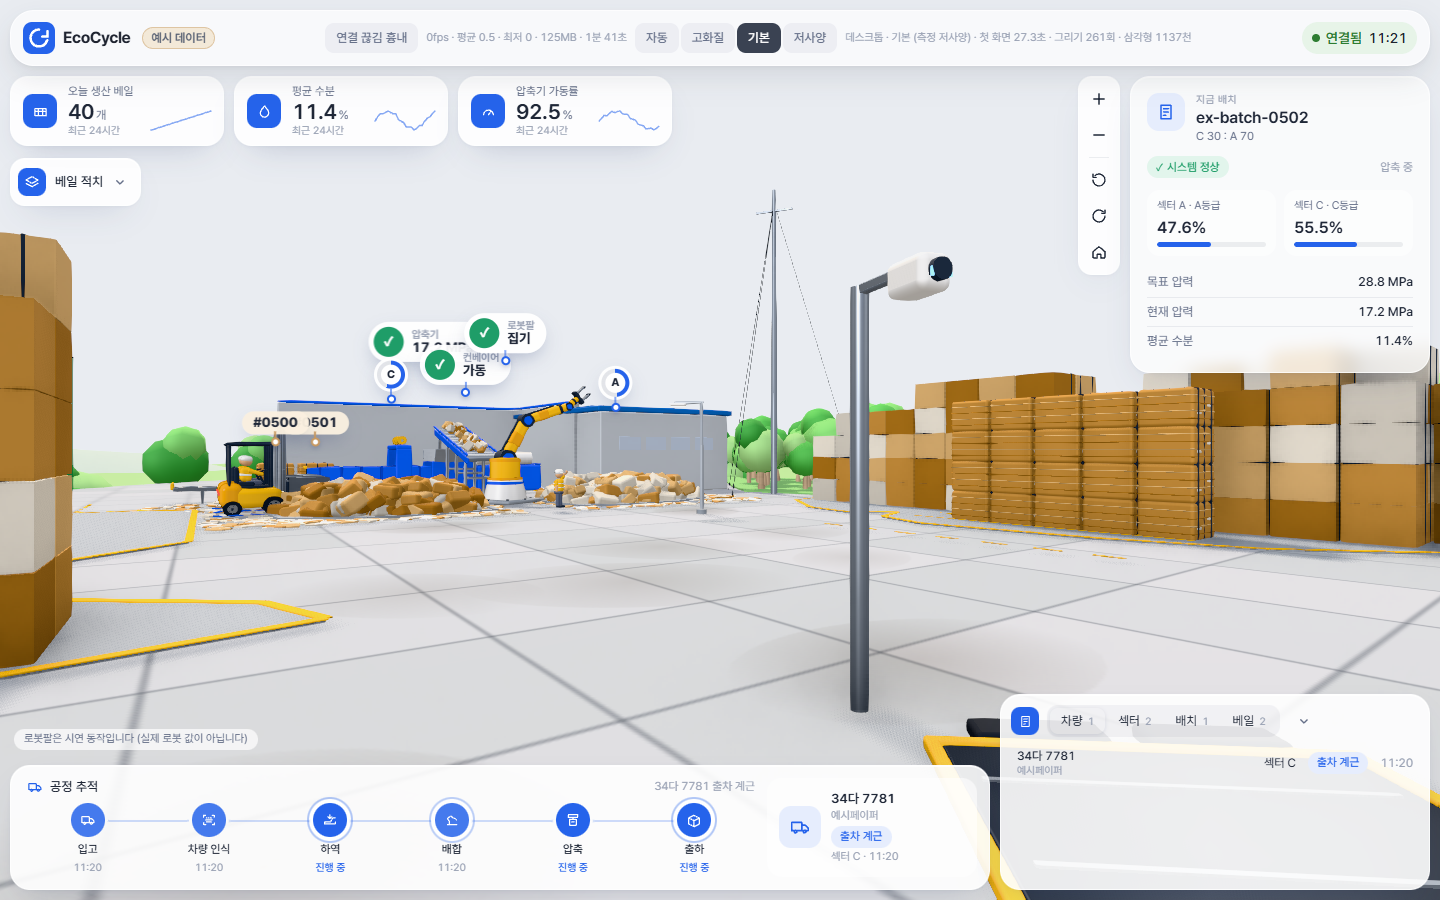 EcoCycle
예시 데이터
연결 끊김 흉내
0fps · 평균 0.5 · 최저 0 · 125MB · 1분 41초
자동
고화질
기본
저사양
데스크톱 · 기본 (측정 저사양) · 첫 화면 27.3초 · 그리기 261회 · 삼각형 1137천
연결됨 11:21
오늘 생산 베일
40개
최근 24시간
평균 수분
11.4%
최근 24시간
압축기 가동률
92.5%
최근 24시간
베일 적치
지금 배치
ex-batch-0502
C 30 : A 70
✓ 시스템 정상
압축 중
섹터 A · A등급
47.6%
섹터 C · C등급
55.5%
목표 압력
28.8 MPa
현재 압력
17.2 MPa
평균 수분
11.4%
압축기
로봇팔
집기
컨베이어
가동
C
A
#0500
501
로봇팔은 시연 동작입니다 (실제 로봇 값이 아닙니다)
공정 추적
34다 7781 출차 계근
입고
11:20
차량 인식
11:20
하역
진행 중
배합
11:20
압축
진행 중
출하
진행 중
34다 7781
예시페이퍼
출차 계근
섹터 C · 11:20
차량 1
섹터 2
배치 1
베일 2
34다 7781
예시페이퍼
섹터 C
출차 계근
11:20